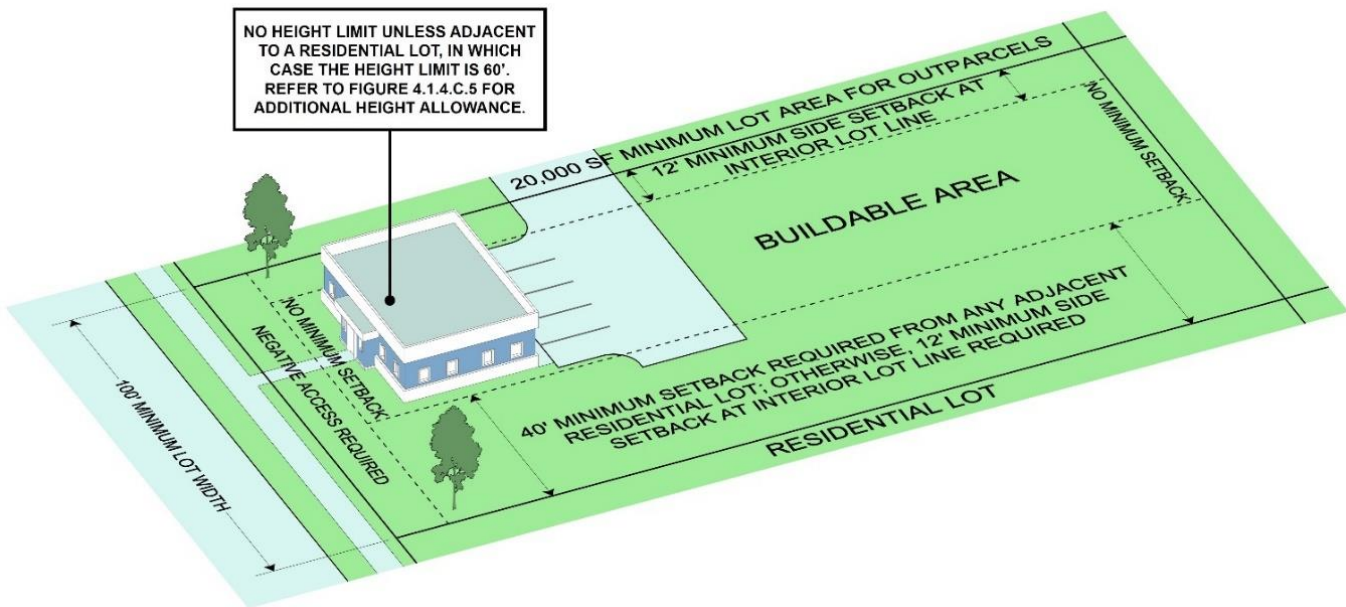 NO HEIGHT LIMIT UNLESS ADJACENT
TO A RESIDENTIAL LOT, IN WHICH
CASE THE HEIGHT LIMIT IS 60'.
REFER TO FIGURE 4.1.4.C.5 FOR
ADDITIONAL HEIGHT ALLOWANCE.
20,000 SF MINIMUM LOT AREA FOR OUTPARCELS
12' MINIMUM SIDE SETBACK AT
INTERIOR LOT LINE
'NO MINIMUM SETBACK'
BUILDABLE AREA
'NO MINIMUM SETBACK'
NEGATIVE ACCESS REQUIRED
100' MINIMUM LOT WIDTH
40' MINIMUM SETBACK REQUIRED FROM ANY ADJACENT
RESIDENTIAL LOT; OTHERWISE, 12' MINIMUM SIDE
SETBACK AT INTERIOR LOT LINE REQUIRED
RESIDENTIAL LOT